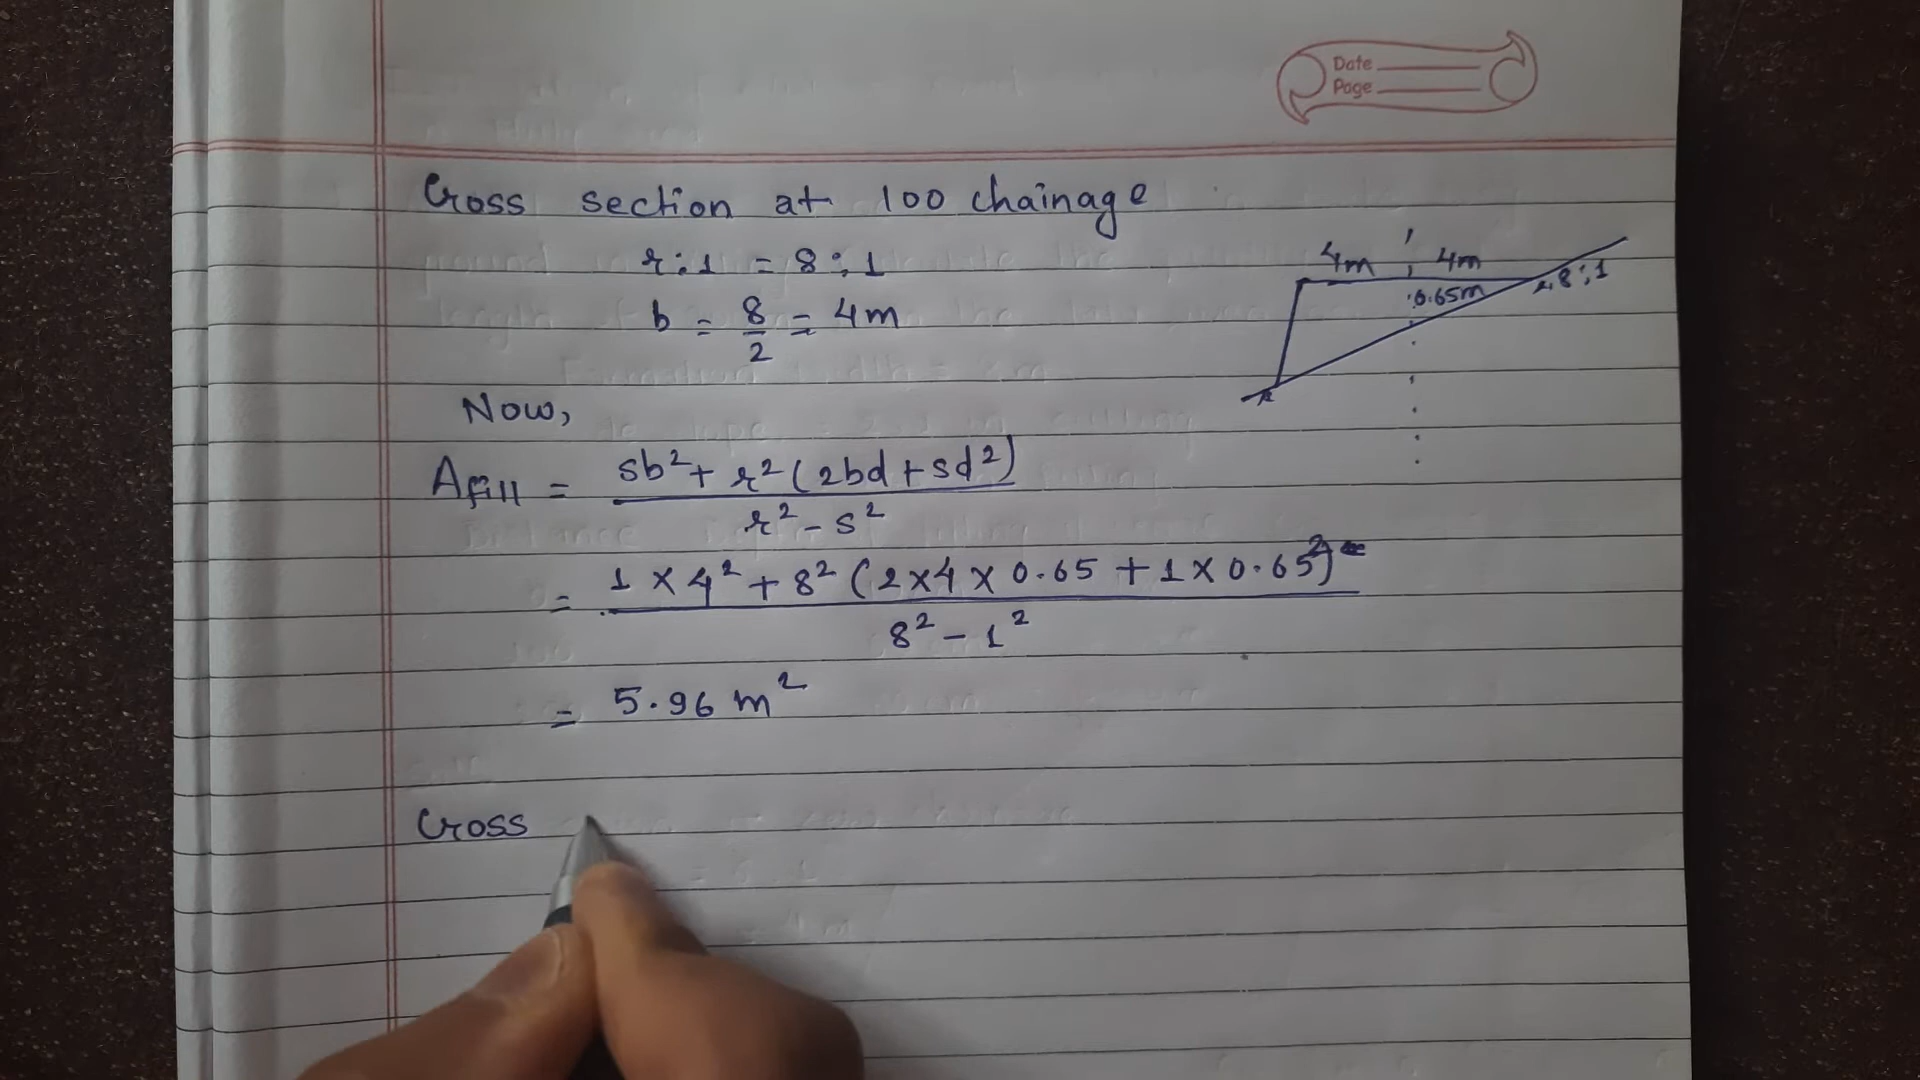 Date
Page
Cross section at 100 chainage
r:1 = 8:1
b = 8/2 = 4m
4m 4m
0.65m 8:1
Now,
Afill = sb²+ r²(2bd+sd²) / r²-s²
= 1×4²+8²(2×4×0.65+1×0.65²) / 8²-1²
= 5.96 m²
Cross